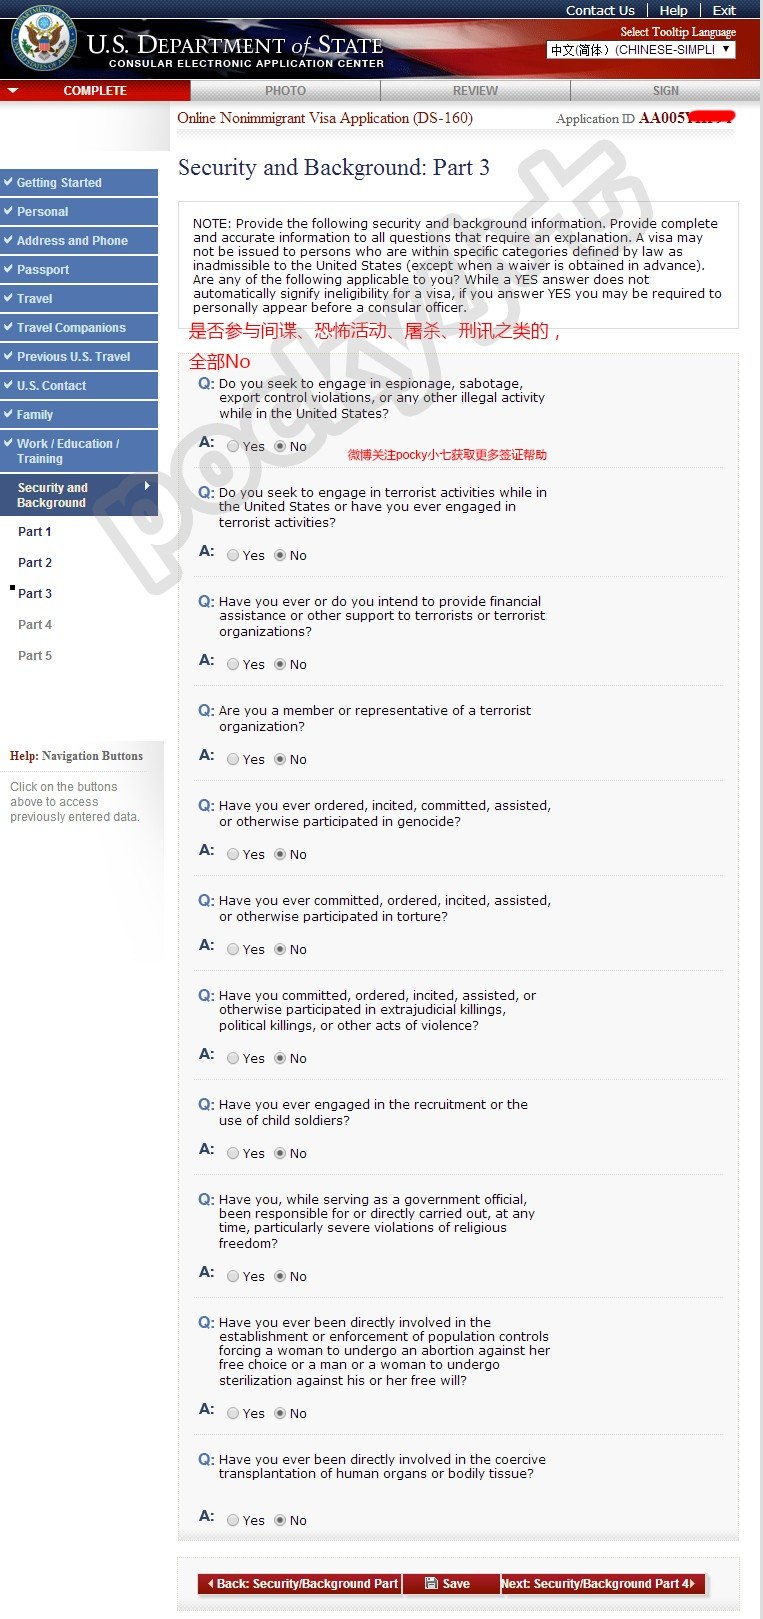 Contact Us | Help | Exit
U.S. DEPARTMENT of STATE
CONSULAR ELECTRONIC APPLICATION CENTER
Select Tooltip Language
中文(简体) (CHINESE-SIMPLI
COMPLETE PHOTO REVIEW SIGN
Online Nonimmigrant Visa Application (DS-160)
Application ID AA005
Security and Background: Part 3
Getting Started
Personal
Address and Phone
Passport
Travel
Travel Companions
Previous U.S. Travel
U.S. Contact
Family
Work / Education /
Training
Security and
Background
Part 1
Part 2
Part 3
Part 4
Part 5
Help: Navigation Buttons
Click on the buttons
above to access
previously entered data.
NOTE: Provide the following security and background information. Provide complete
and accurate information to all questions that require an explanation. A visa may
not be issued to persons who are within specific categories defined by law as
inadmissible to the United States (except when a waiver is obtained in advance).
Are any of the following applicable to you? While a YES answer does not
automatically signify ineligibility for a visa, if you answer YES you may be required to
personally appear before a consular officer.
是否参与间谍、恐怖活动、屠杀、刑讯之类的，
全部No
Q: Do you seek to engage in espionage, sabotage,
export control violations, or any other illegal activity
while in the United States?
A: Yes No
微博关注pocky小七获取更多签证帮助
Q: Do you seek to engage in terrorist activities while in
the United States or have you ever engaged in
terrorist activities?
A: Yes No
Q: Have you ever or do you intend to provide financial
assistance or other support to terrorists or terrorist
organizations?
A: Yes No
Q: Are you a member or representative of a terrorist
organization?
A: Yes No
Q: Have you ever ordered, incited, committed, assisted,
or otherwise participated in genocide?
A: Yes No
Q: Have you ever committed, ordered, incited, assisted,
or otherwise participated in torture?
A: Yes No
Q: Have you committed, ordered, incited, assisted, or
otherwise participated in extrajudicial killings,
political killings, or other acts of violence?
A: Yes No
Q: Have you ever engaged in the recruitment or the
use of child soldiers?
A: Yes No
Q: Have you, while serving as a government official,
been responsible for or directly carried out, at any
time, particularly severe violations of religious
freedom?
A: Yes No
Q: Have you ever been directly involved in the
establishment or enforcement of population controls
forcing a woman to undergo an abortion against her
free choice or a man or a woman to undergo
sterilization against his or her free will?
A: Yes No
Q: Have you ever been directly involved in the coercive
transplantation of human organs or bodily tissue?
A: Yes No
Back: Security/Background Part
Save
Next: Security/Background Part 4
pocky小七